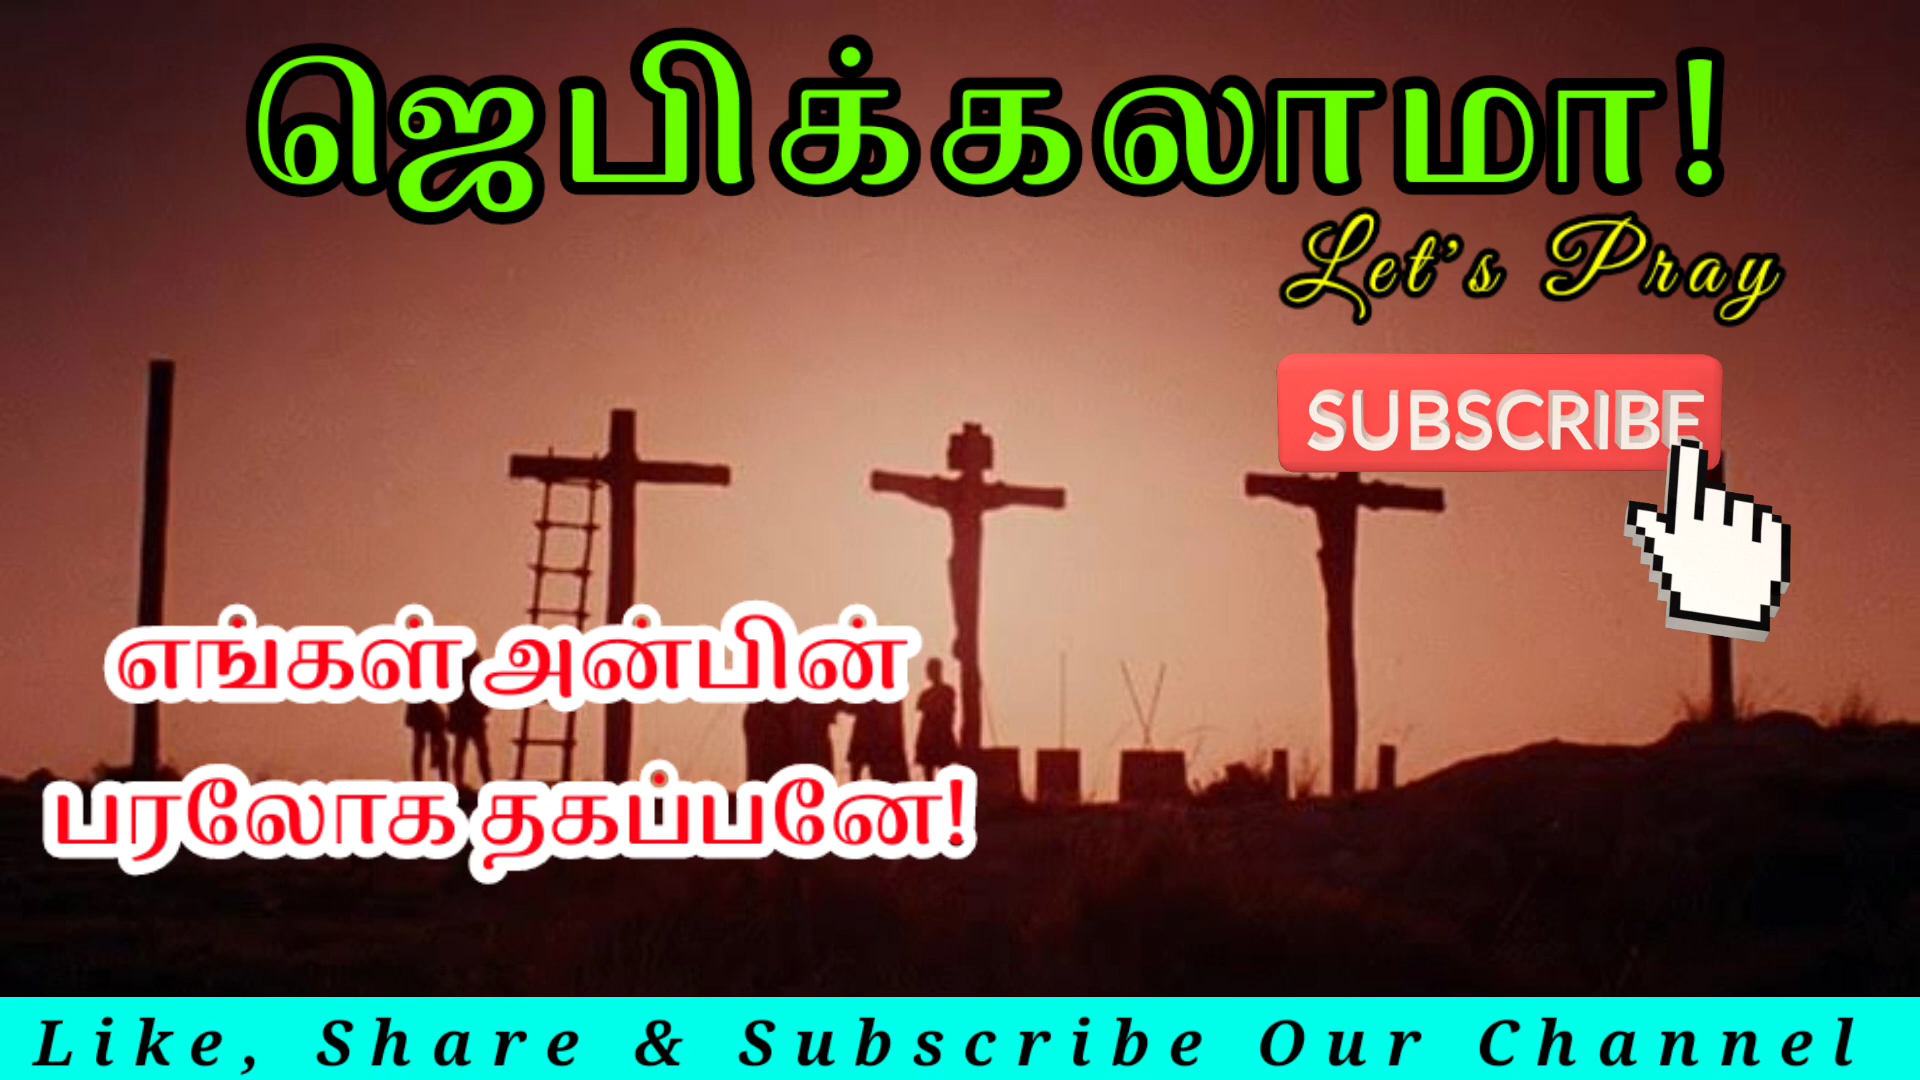 ஜெபிக்கலாமா!
Let's Pray
SUBSCRIBE
எங்கள் அன்பின்
பரலோக தகப்பனே!
Like, Share & Subscribe Our Channel